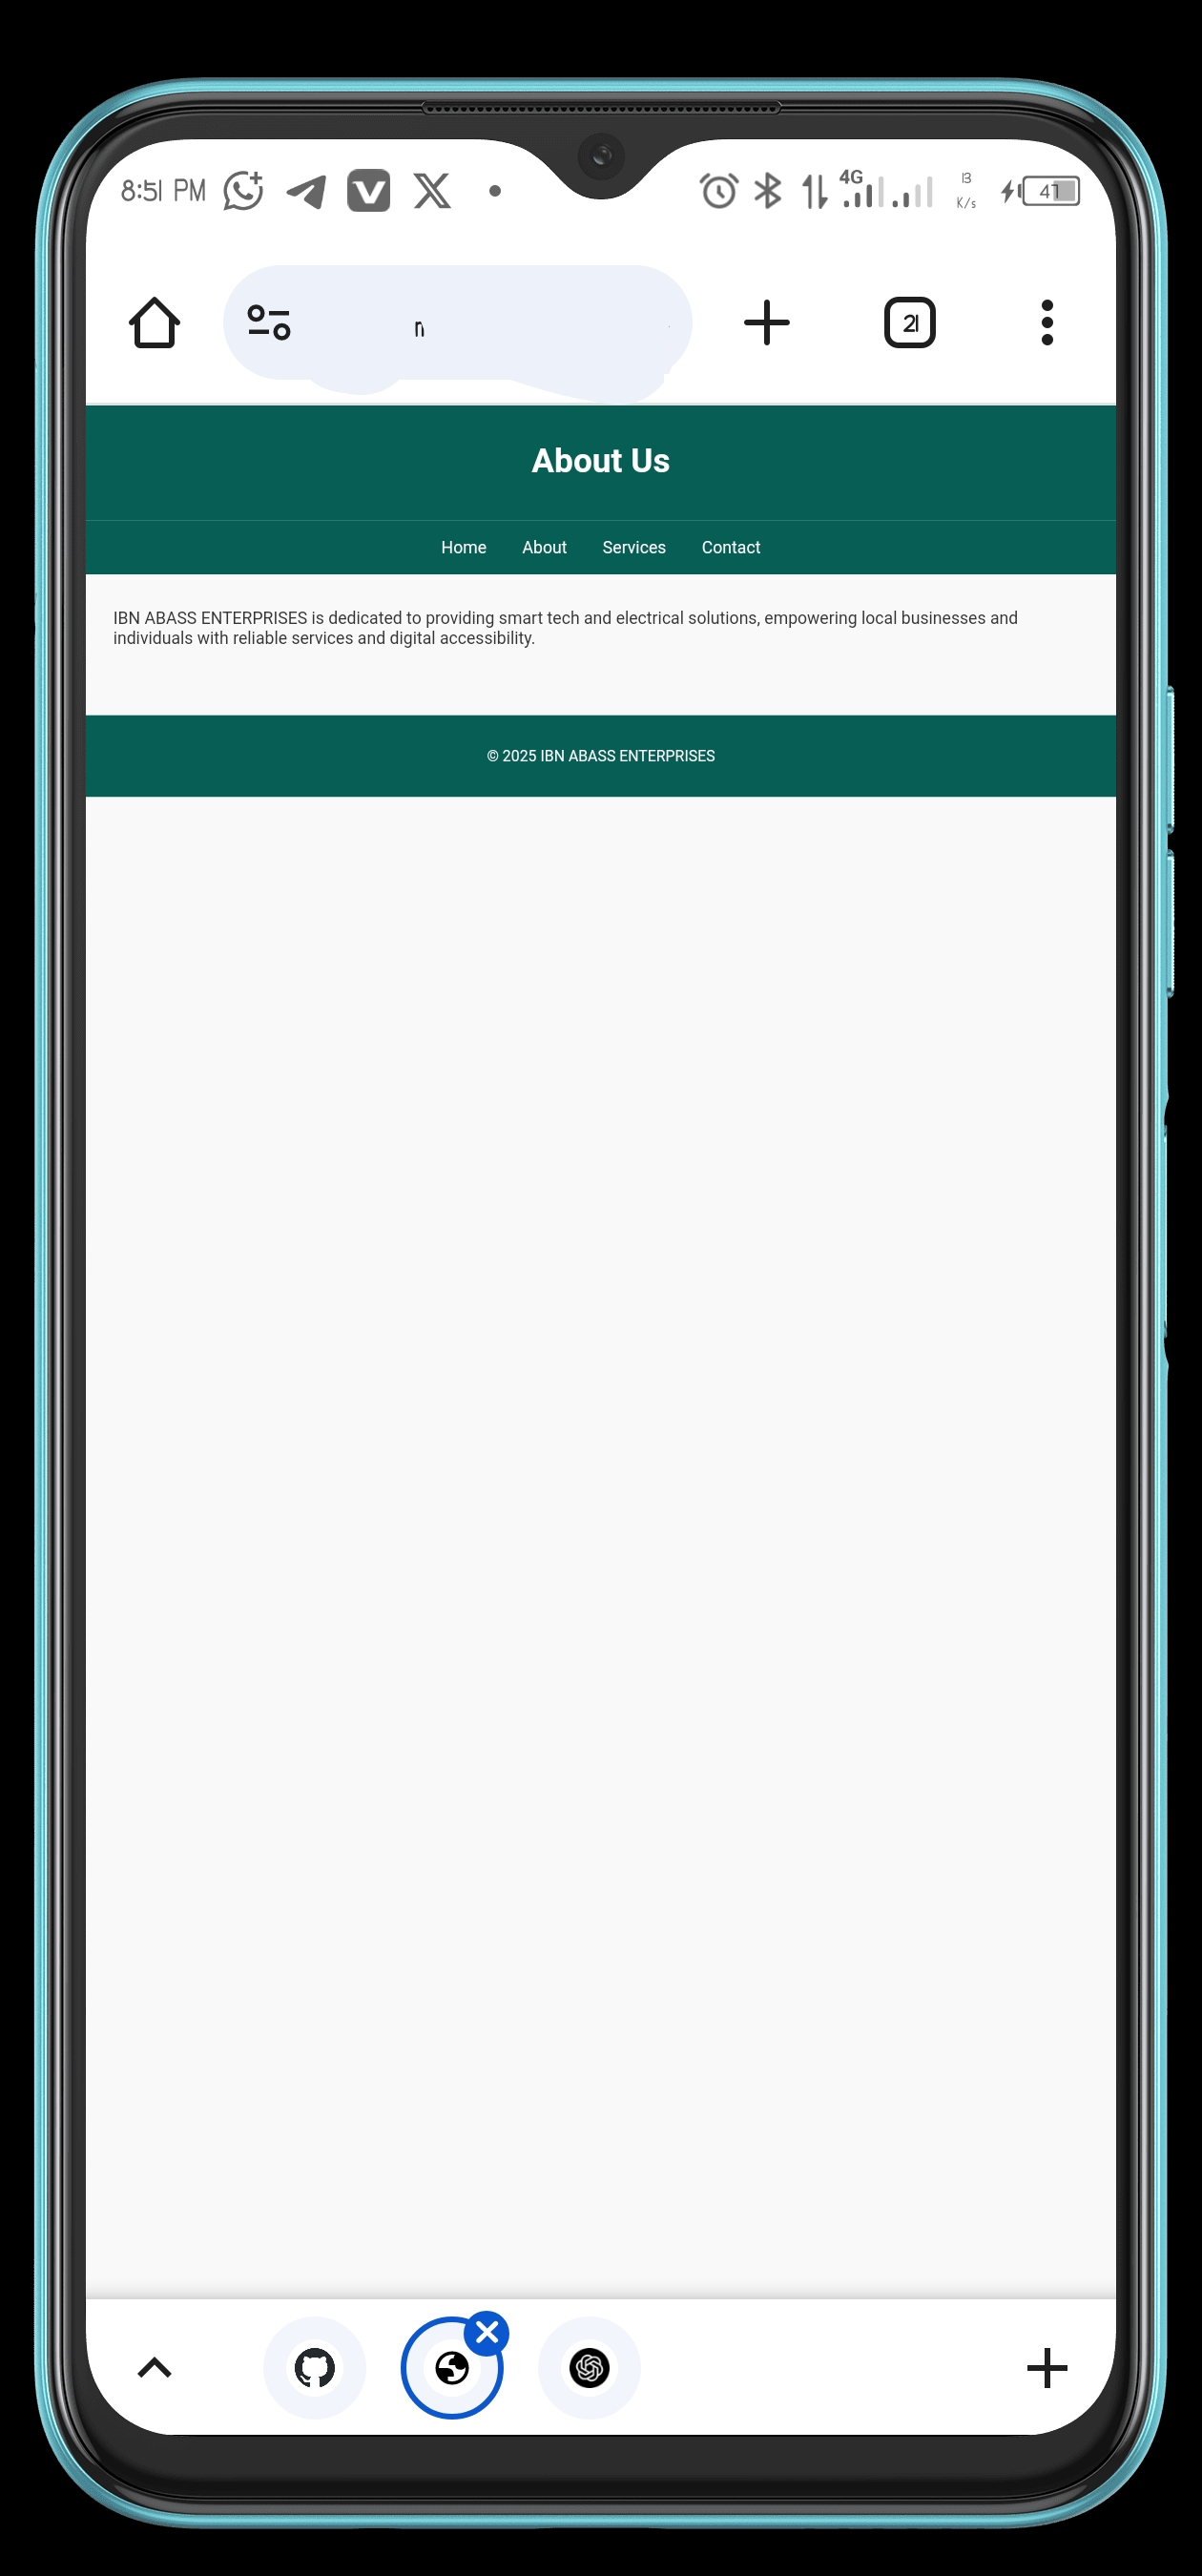 8:51 PM
4G
13
K/s
47
n
21
About Us
Home About Services Contact
IBN ABASS ENTERPRISES is dedicated to providing smart tech and electrical solutions, empowering local businesses and
individuals with reliable services and digital accessibility.
© 2025 IBN ABASS ENTERPRISES